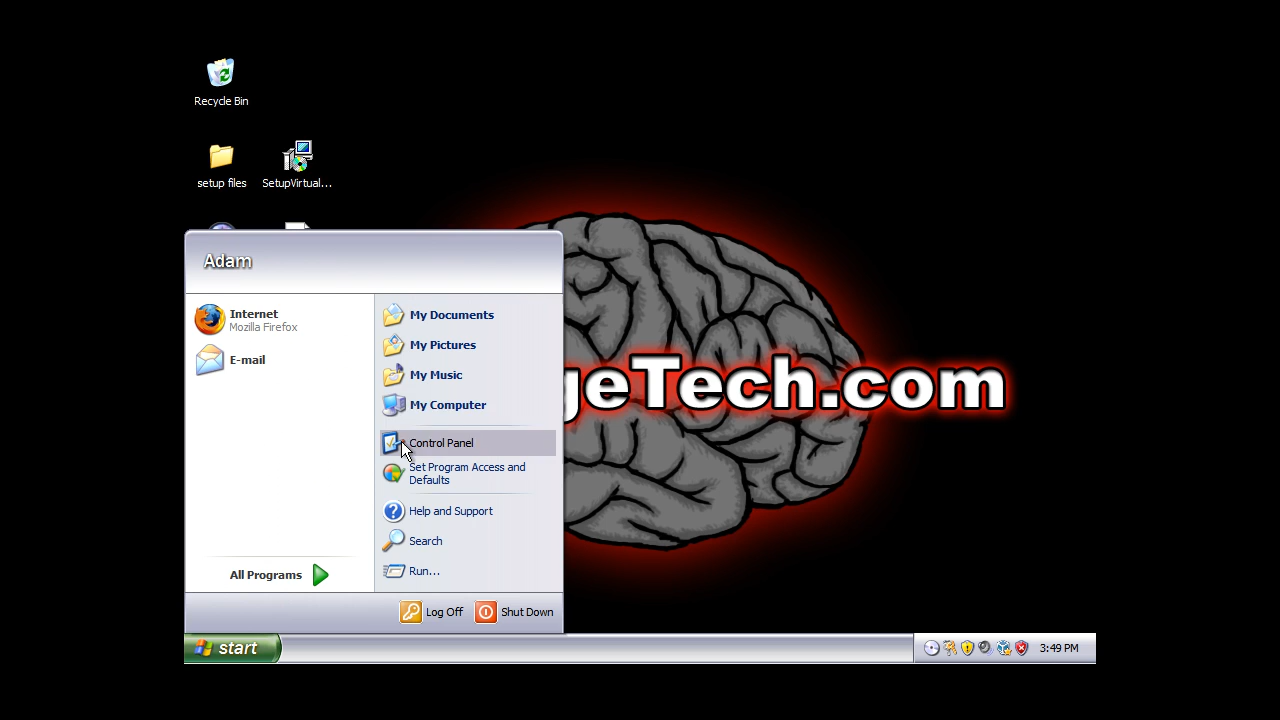 Recycle Bin
setup files
SetupVirtual...
Adam
Internet
Mozilla Firefox
E-mail
All Programs
My Documents
My Pictures
My Music
My Computer
Control Panel
Set Program Access and
Defaults
Help and Support
Search
Run...
Log Off
Shut Down
geTech.com
start
3:49 PM